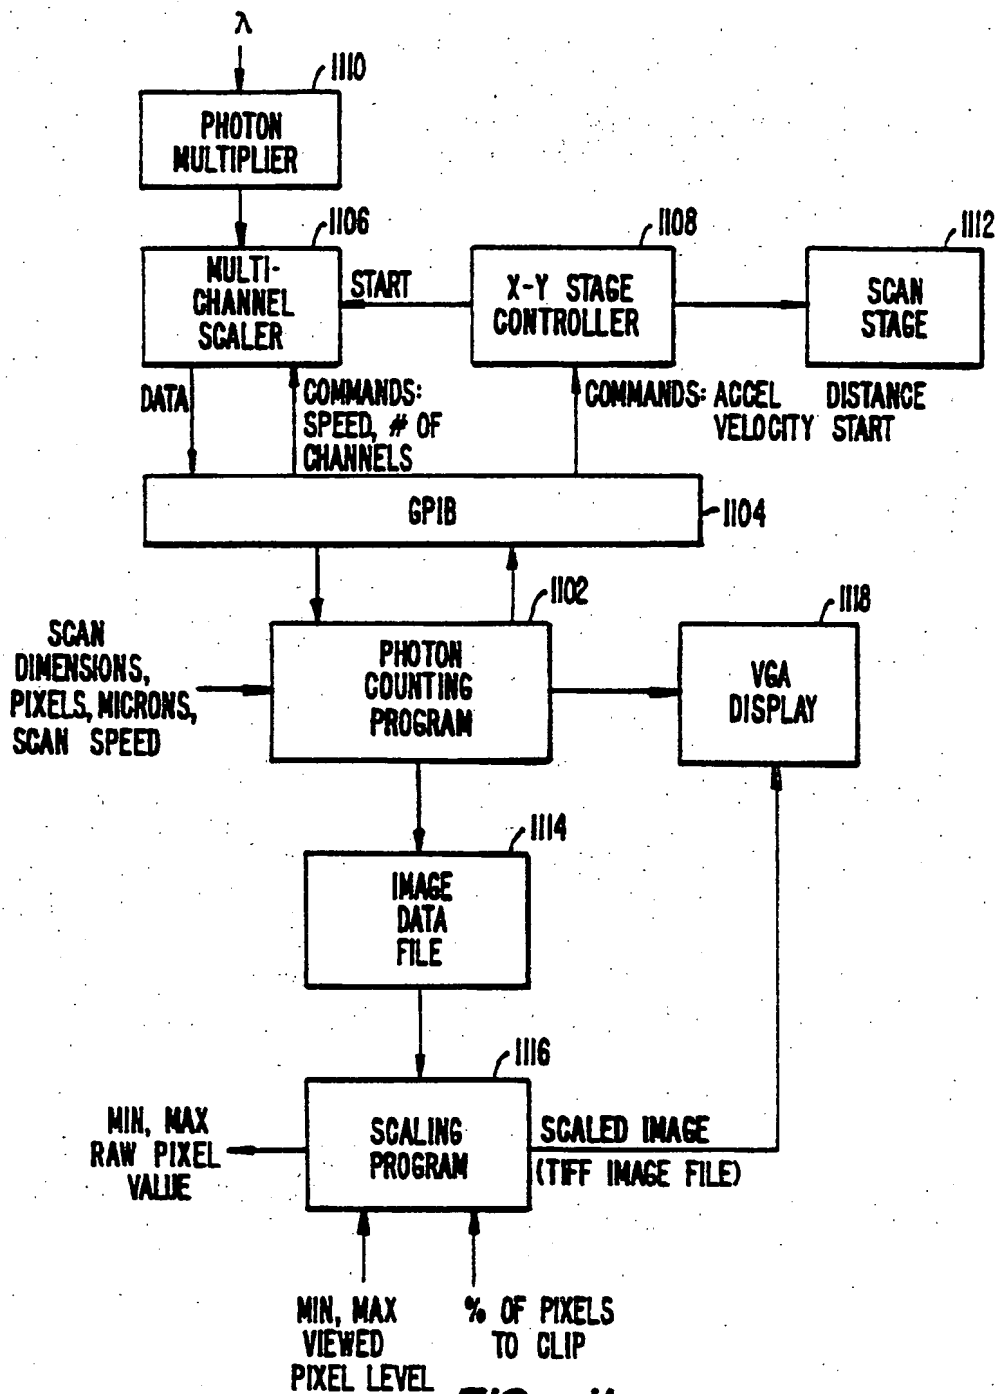 λ
1110
PHOTON
MULTIPLIER
1106
MULTI-
CHANNEL
SCALER
START
1108
X-Y STAGE
CONTROLLER
1112
SCAN
STAGE
DATA
COMMANDS:
SPEED, # OF
CHANNELS
COMMANDS: ACCEL DISTANCE
VELOCITY START
GPIB
1104
1102
SCAN
DIMENSIONS,
PIXELS, MICRONS,
SCAN SPEED
PHOTON
COUNTING
PROGRAM
1118
VGA
DISPLAY
1114
IMAGE
DATA
FILE
1116
MIN, MAX
RAW PIXEL
VALUE
SCALING
PROGRAM
SCALED IMAGE
(TIFF IMAGE FILE)
MIN, MAX
VIEWED
PIXEL LEVEL
% OF PIXELS
TO CLIP